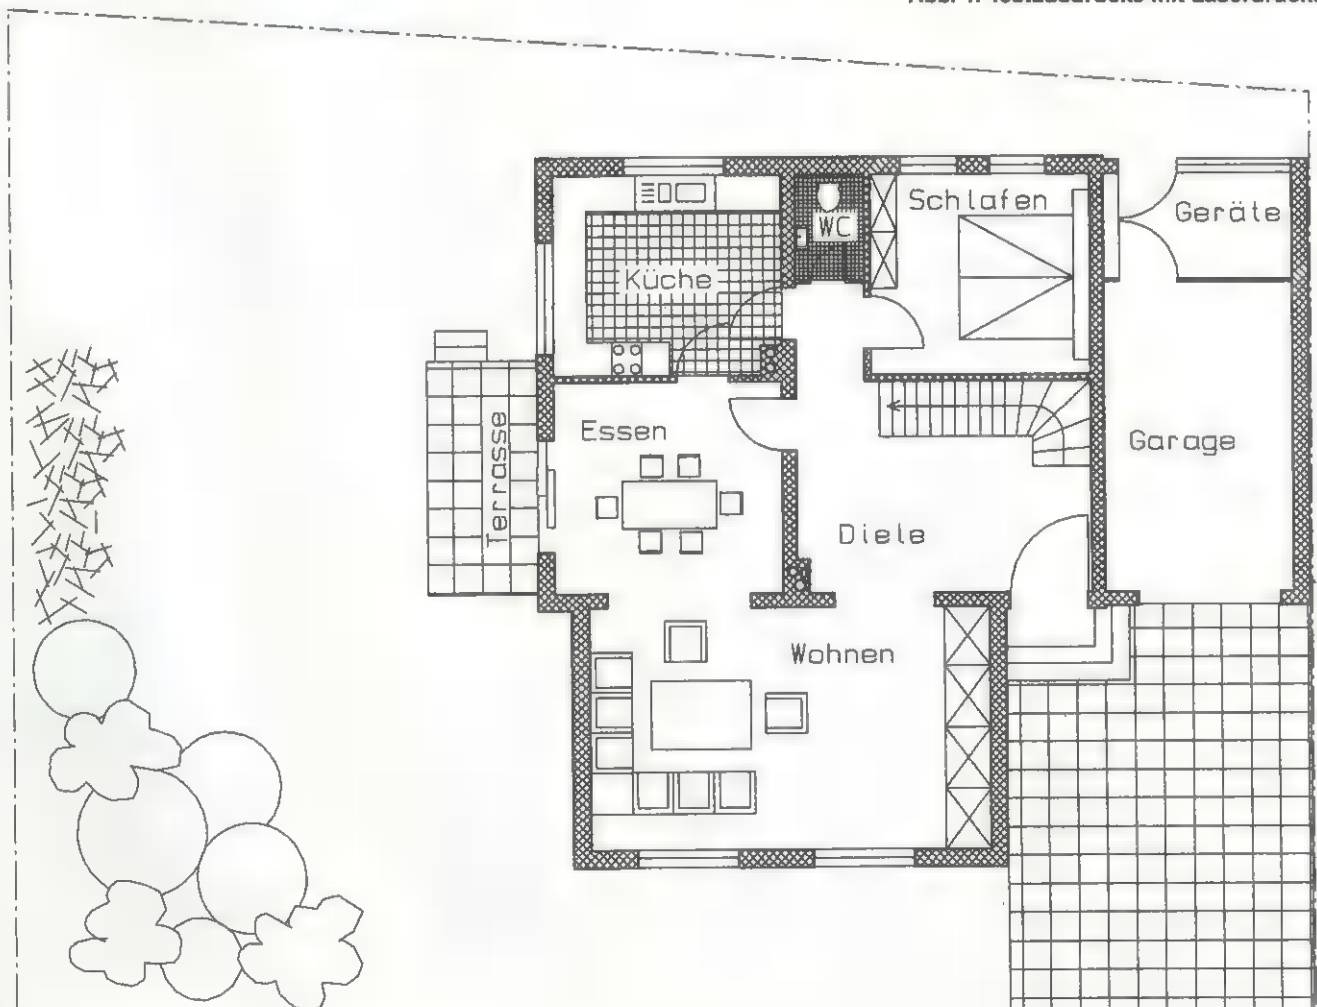 Schlafen
Geräte
WC
Küche
Essen
Terrasse
Garage
Diele
Wohnen